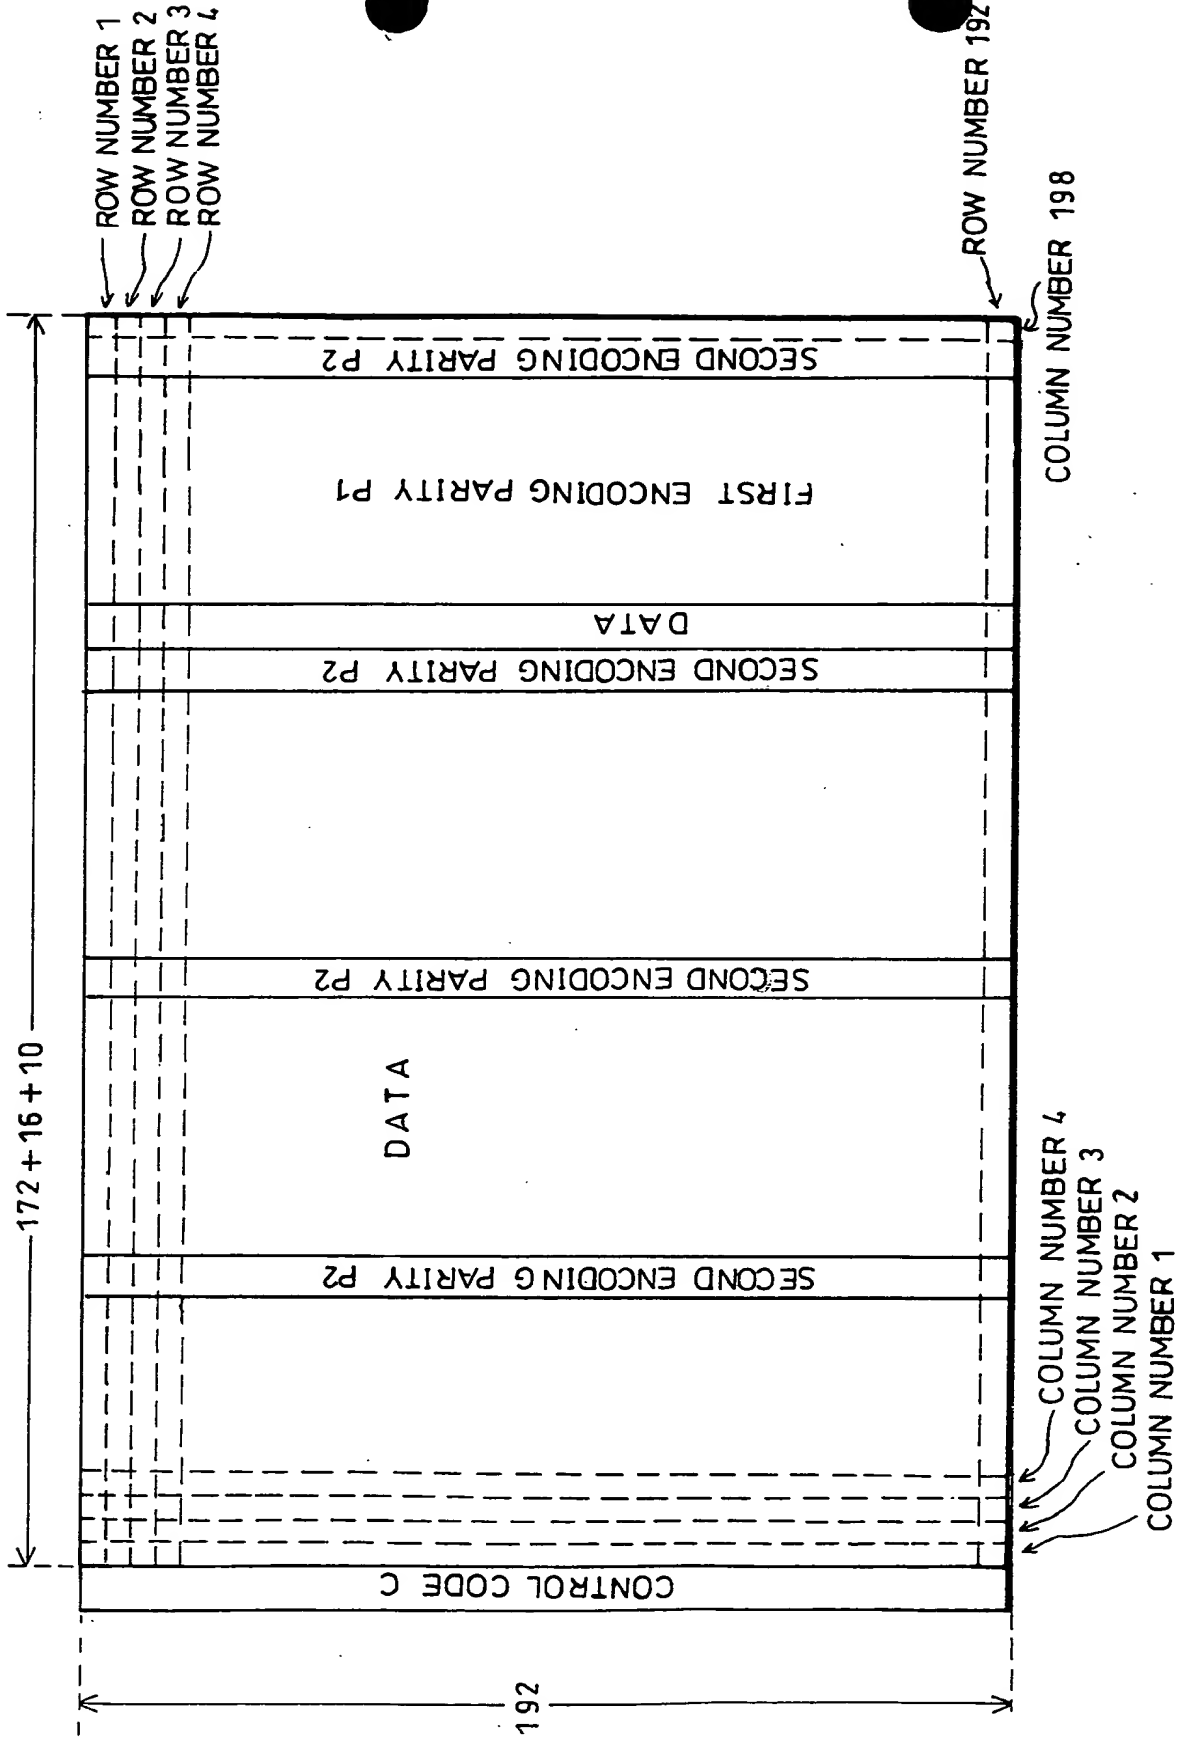 172 + 16 + 10
ROW NUMBER 1
ROW NUMBER 2
ROW NUMBER 3
ROW NUMBER 4
192
CONTROL CODE C
SECOND ENCODING PARITY P2
DATA
SECOND ENCODING PARITY P2
SECOND ENCODING PARITY P2
DATA
FIRST ENCODING PARITY P1
SECOND ENCODING PARITY P2
ROW NUMBER 192
COLUMN NUMBER 198
COLUMN NUMBER 4
COLUMN NUMBER 3
COLUMN NUMBER 2
COLUMN NUMBER 1